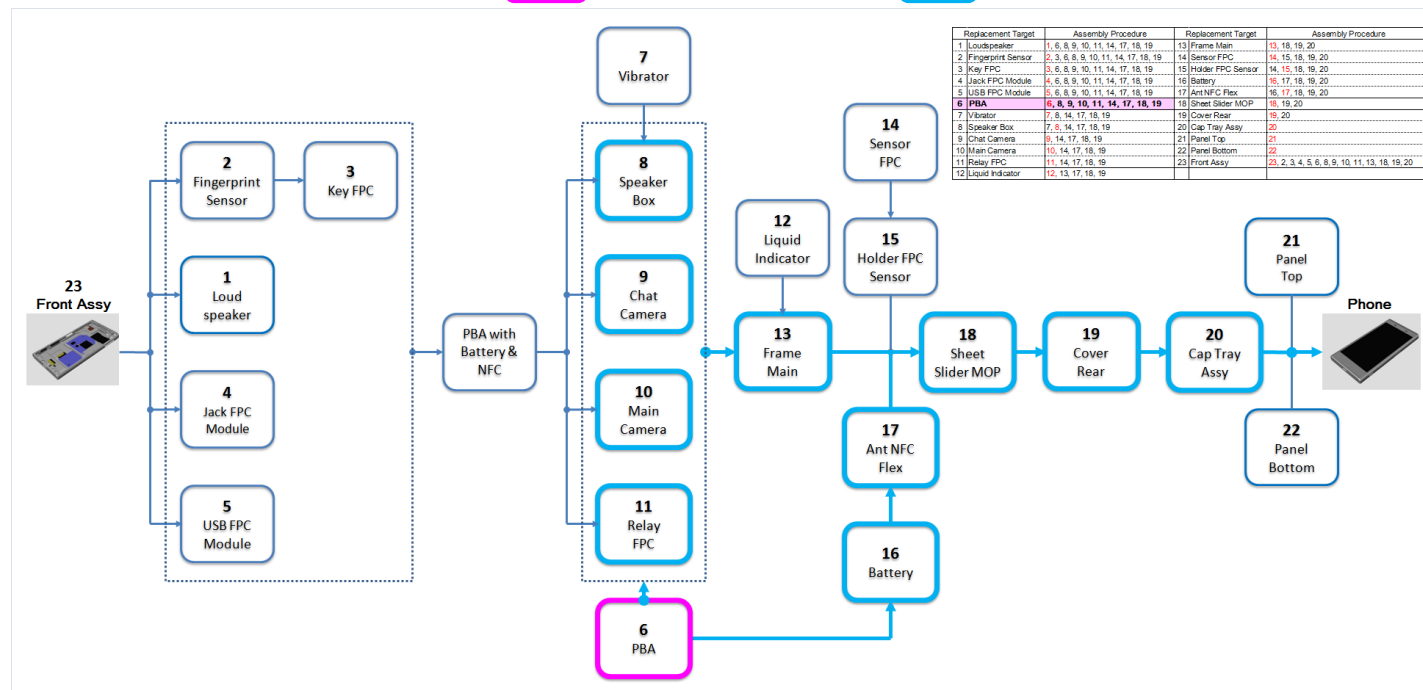 Replacement Target Assembly Procedure Replacement Target Assembly Procedure
1 Loudspeaker 1, 6, 8, 9, 10, 11, 14, 17, 18, 19 13 Frame Main 13, 18, 19, 20
2 Fingerprint Sensor 2, 3, 6, 8, 9, 10, 11, 14, 17, 18, 19 14 Sensor FPC 14, 15, 18, 19, 20
3 Key FPC 3, 6, 8, 9, 10, 11, 14, 17, 18, 19 15 Holder FPC Sensor 14, 15, 18, 19, 20
4 Jack FPC Module 4, 6, 8, 9, 10, 11, 14, 17, 18, 19 16 Battery 16, 17, 18, 19, 20
5 USB FPC Module 5, 6, 8, 9, 10, 11, 14, 17, 18, 19 17 Ant NFC Flex 16, 17, 18, 19, 20
6 PBA 6, 8, 9, 10, 11, 14, 17, 18, 19 18 Sheet Slider MOP 18, 19, 20
7 Vibrator 7, 8, 14, 17, 18, 19 19 Cover Rear 19, 20
8 Speaker Box 7, 8, 14, 17, 18, 19 20 Cap Tray Assy 20
9 Chat Camera 9, 14, 17, 18, 19 21 Panel Top 21
10 Main Camera 10, 14, 17, 18, 19 22 Panel Bottom 22
11 Relay FPC 11, 14, 17, 18, 19 23 Front Assy 23, 2, 3, 4, 5, 6, 8, 9, 10, 11, 13, 18, 19, 20
12 Liquid Indicator 12, 13, 17, 18, 19
7
Vibrator
14
Sensor
FPC
2
Fingerprint
Sensor
3
Key FPC
8
Speaker
Box
12
Liquid
Indicator
15
Holder FPC
Sensor
21
Panel
Top
23
Front Assy
1
Loud
speaker
9
Chat
Camera
Phone
PBA with
Battery &
NFC
13
Frame
Main
18
Sheet
Slider MOP
19
Cover
Rear
20
Cap Tray
Assy
4
Jack FPC
Module
10
Main
Camera
17
Ant NFC
Flex
22
Panel
Bottom
5
USB FPC
Module
11
Relay
FPC
16
Battery
6
PBA